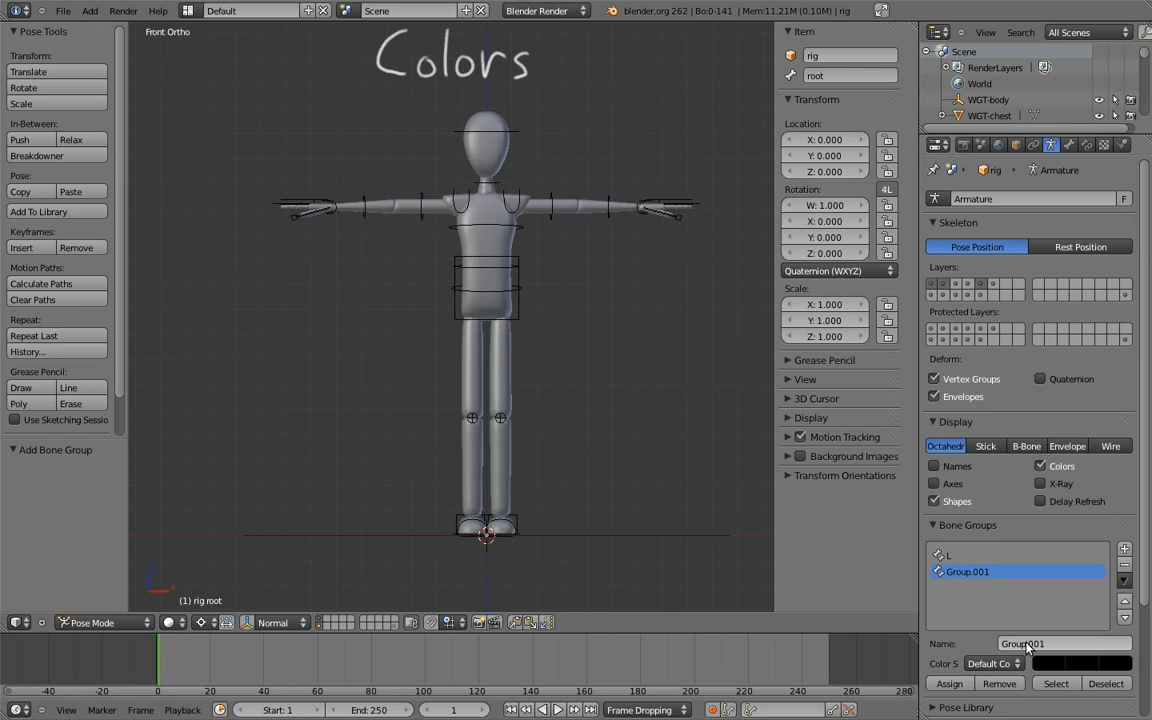 File Add Render Help Default Scene Blender Render blender.org 262 | Bo:0-141 | Mem:11.21M (0.10M) | rig
Pose Tools
Transform:
Translate
Rotate
Scale
In-Between:
Push Relax
Breakdowner
Pose:
Copy Paste
Add To Library
Keyframes:
Insert Remove
Motion Paths:
Calculate Paths
Clear Paths
Repeat:
Repeat Last
History...
Grease Pencil:
Draw Line
Poly Erase
Use Sketching Sessio
Add Bone Group
Front Ortho
Colors
(1) rig root
Item
rig
root
Transform
Location:
X: 0.000
Y: 0.000
Z: 0.000
Rotation: 4L
W: 1.000
X: 0.000
Y: 0.000
Z: 0.000
Quaternion (WXYZ)
Scale:
X: 1.000
Y: 1.000
Z: 1.000
Grease Pencil
View
3D Cursor
Display
Motion Tracking
Background Images
Transform Orientations
View Search All Scenes
Scene
RenderLayers |
World
WGT-body
WGT-chest |
rig Armature
Armature F
Skeleton
Pose Position Rest Position
Layers:
Protected Layers:
Deform:
Vertex Groups Quaternion
Envelopes
Display
Octahedr Stick B-Bone Envelope Wire
Names Colors
Axes X-Ray
Shapes Delay Refresh
Bone Groups
L
Group.001
Name: Group.001
Color S Default Co
Assign Remove Select Deselect
Pose Library
Pose Mode Normal
-40 -20 0 20 40 60 80 100 120 140 160 180 200 220 240 260 280
View Marker Frame Playback Start: 1 End: 250 1 Frame Dropping